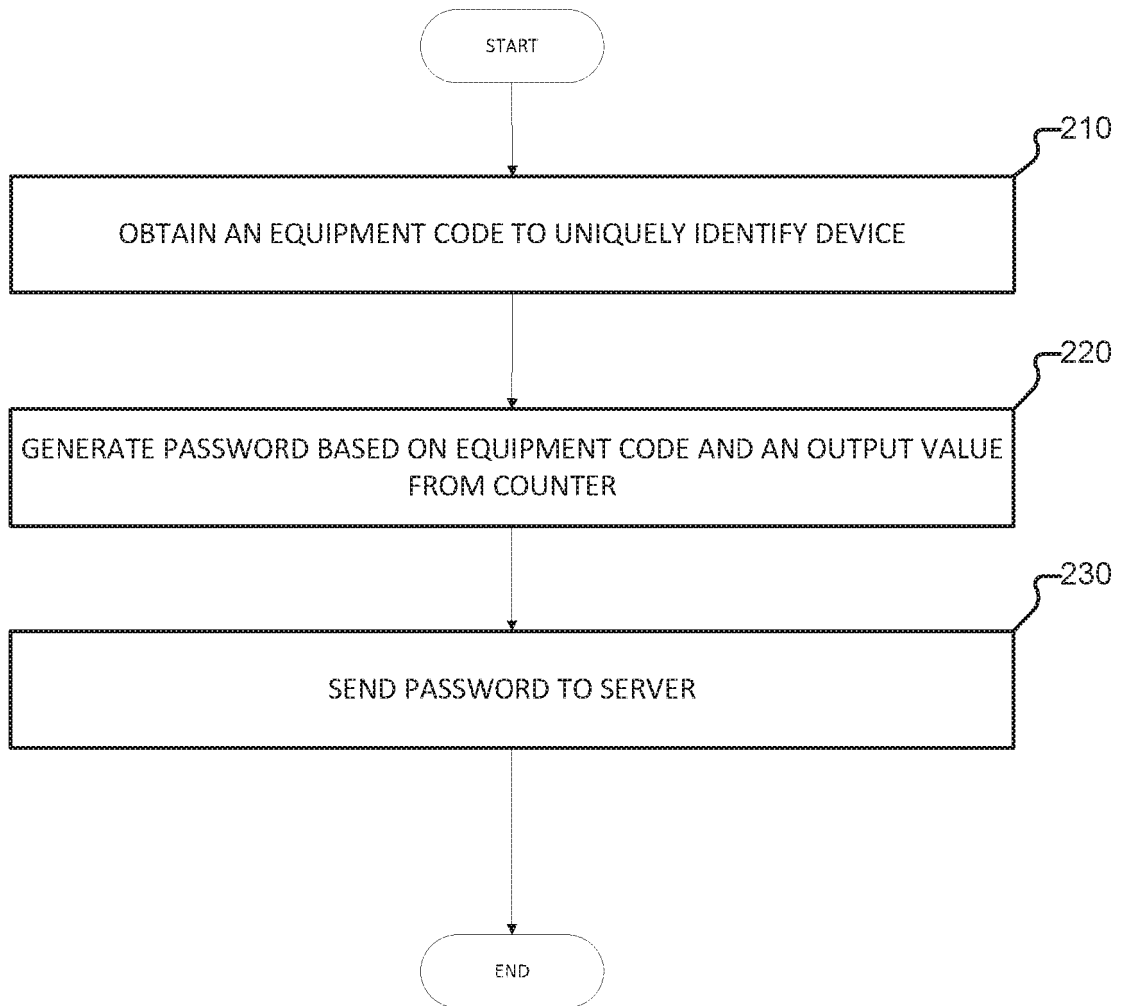 START
210
OBTAIN AN EQUIPMENT CODE TO UNIQUELY IDENTIFY DEVICE
220
GENERATE PASSWORD BASED ON EQUIPMENT CODE AND AN OUTPUT VALUE
FROM COUNTER
230
SEND PASSWORD TO SERVER
END